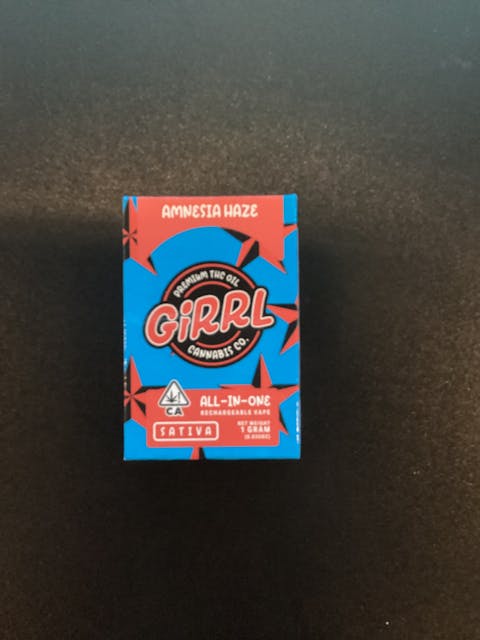 AMNESIA HAZE
PREMIUM THC OIL
GiRRL
CANNABIS CO.
CA
ALL-IN-ONE
RECHARGEABLE VAPE
SATIVA
NET WEIGHT
1 GRAM